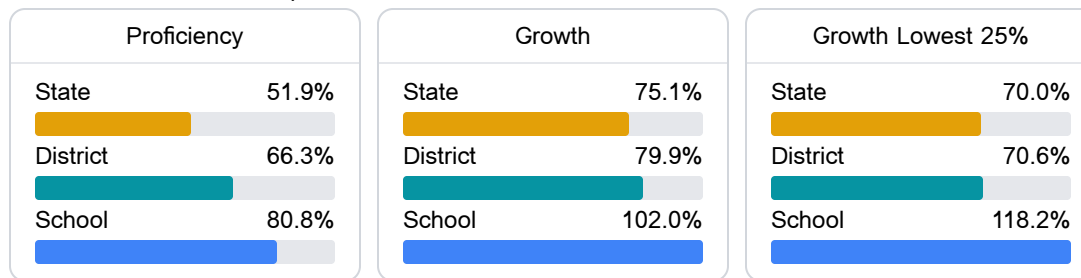 Proficiency
State 51.9%
District 66.3%
School 80.8%
Growth
State 75.1%
District 79.9%
School 102.0%
Growth Lowest 25%
State 70.0%
District 70.6%
School 118.2%